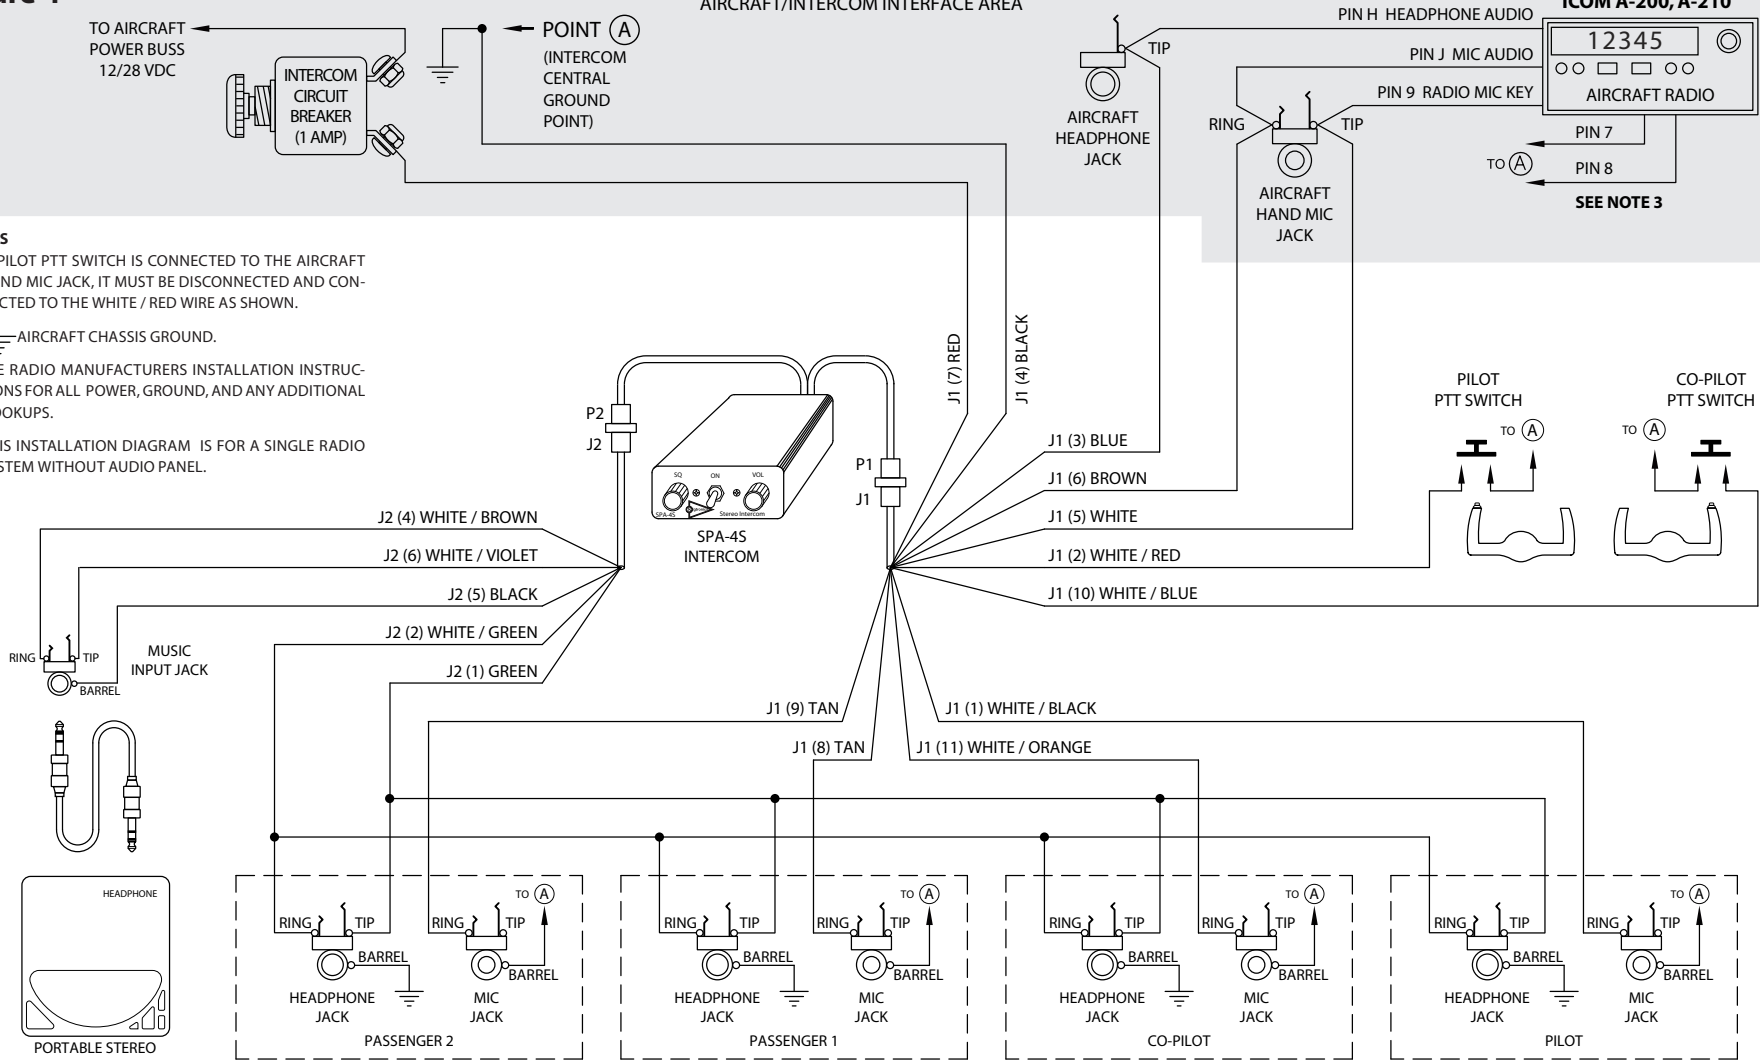 AIRCRAFT/INTERCOM INTERFACE AREA
ICOM A-200, A-210
TO AIRCRAFT
POWER BUSS
12/28 VDC
INTERCOM
CIRCUIT
BREAKER
(1 AMP)
POINT A
(INTERCOM
CENTRAL
GROUND
POINT)
TIP
AIRCRAFT
HEADPHONE
JACK
PIN H HEADPHONE AUDIO
PIN J MIC AUDIO
PIN 9 RADIO MIC KEY
RING
TIP
AIRCRAFT
HAND MIC
JACK
12345
AIRCRAFT RADIO
PIN 7
TO A
PIN 8
SEE NOTE 3
PILOT PTT SWITCH IS CONNECTED TO THE AIRCRAFT
MIC JACK, IT MUST BE DISCONNECTED AND CON-
TO THE WHITE / RED WIRE AS SHOWN.
AIRCRAFT CHASSIS GROUND.
RADIO MANUFACTURERS INSTALLATION INSTRUC-
FOR ALL POWER, GROUND, AND ANY ADDITIONAL
INSTALLATION DIAGRAM IS FOR A SINGLE RADIO
WITHOUT AUDIO PANEL.
J1 (7) RED
J1 (4) BLACK
P2
J2
P1
J1
SQ
ON
VOL
SPA-4S
Stereo Intercom
SPA-4S
INTERCOM
J1 (3) BLUE
J1 (6) BROWN
J1 (5) WHITE
J1 (2) WHITE / RED
J1 (10) WHITE / BLUE
PILOT
PTT SWITCH
TO A
CO-PILOT
PTT SWITCH
TO A
J2 (4) WHITE / BROWN
J2 (6) WHITE / VIOLET
J2 (5) BLACK
J2 (2) WHITE / GREEN
J2 (1) GREEN
RING
TIP
BARREL
MUSIC
INPUT JACK
J1 (9) TAN
J1 (8) TAN
J1 (1) WHITE / BLACK
J1 (11) WHITE / ORANGE
HEADPHONE
PORTABLE STEREO
RING
TIP
BARREL
HEADPHONE
JACK
RING
TIP
TO A
BARREL
MIC
JACK
PASSENGER 2
RING
TIP
BARREL
HEADPHONE
JACK
RING
TIP
TO A
BARREL
MIC
JACK
PASSENGER 1
RING
TIP
BARREL
HEADPHONE
JACK
RING
TIP
TO A
BARREL
MIC
JACK
CO-PILOT
RING
TIP
BARREL
HEADPHONE
JACK
RING
TIP
TO A
BARREL
MIC
JACK
PILOT